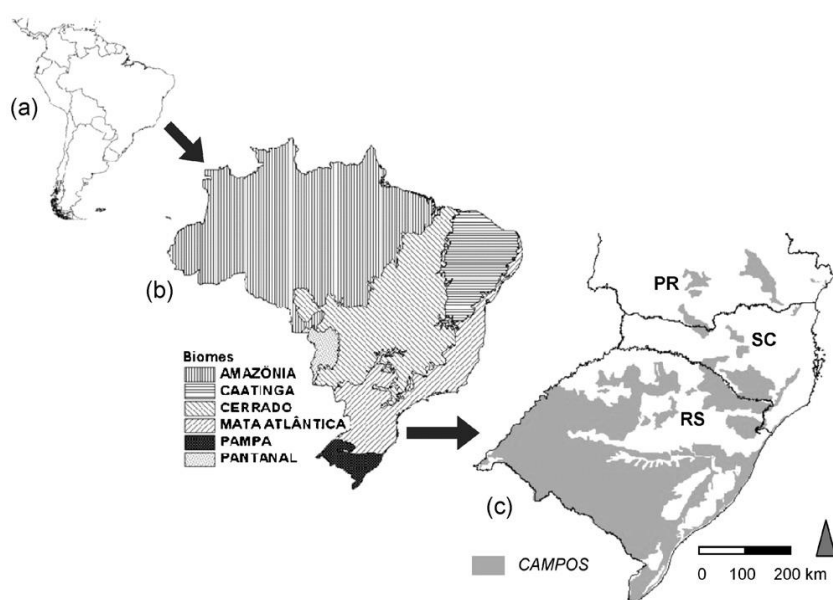 (a)
(b)
Biomes
AMAZÔNIA
CAATINGA
CERRADO
MATA ATLÂNTICA
PAMPA
PANTANAL
PR
SC
RS
(c)
CAMPOS
0 100 200 km